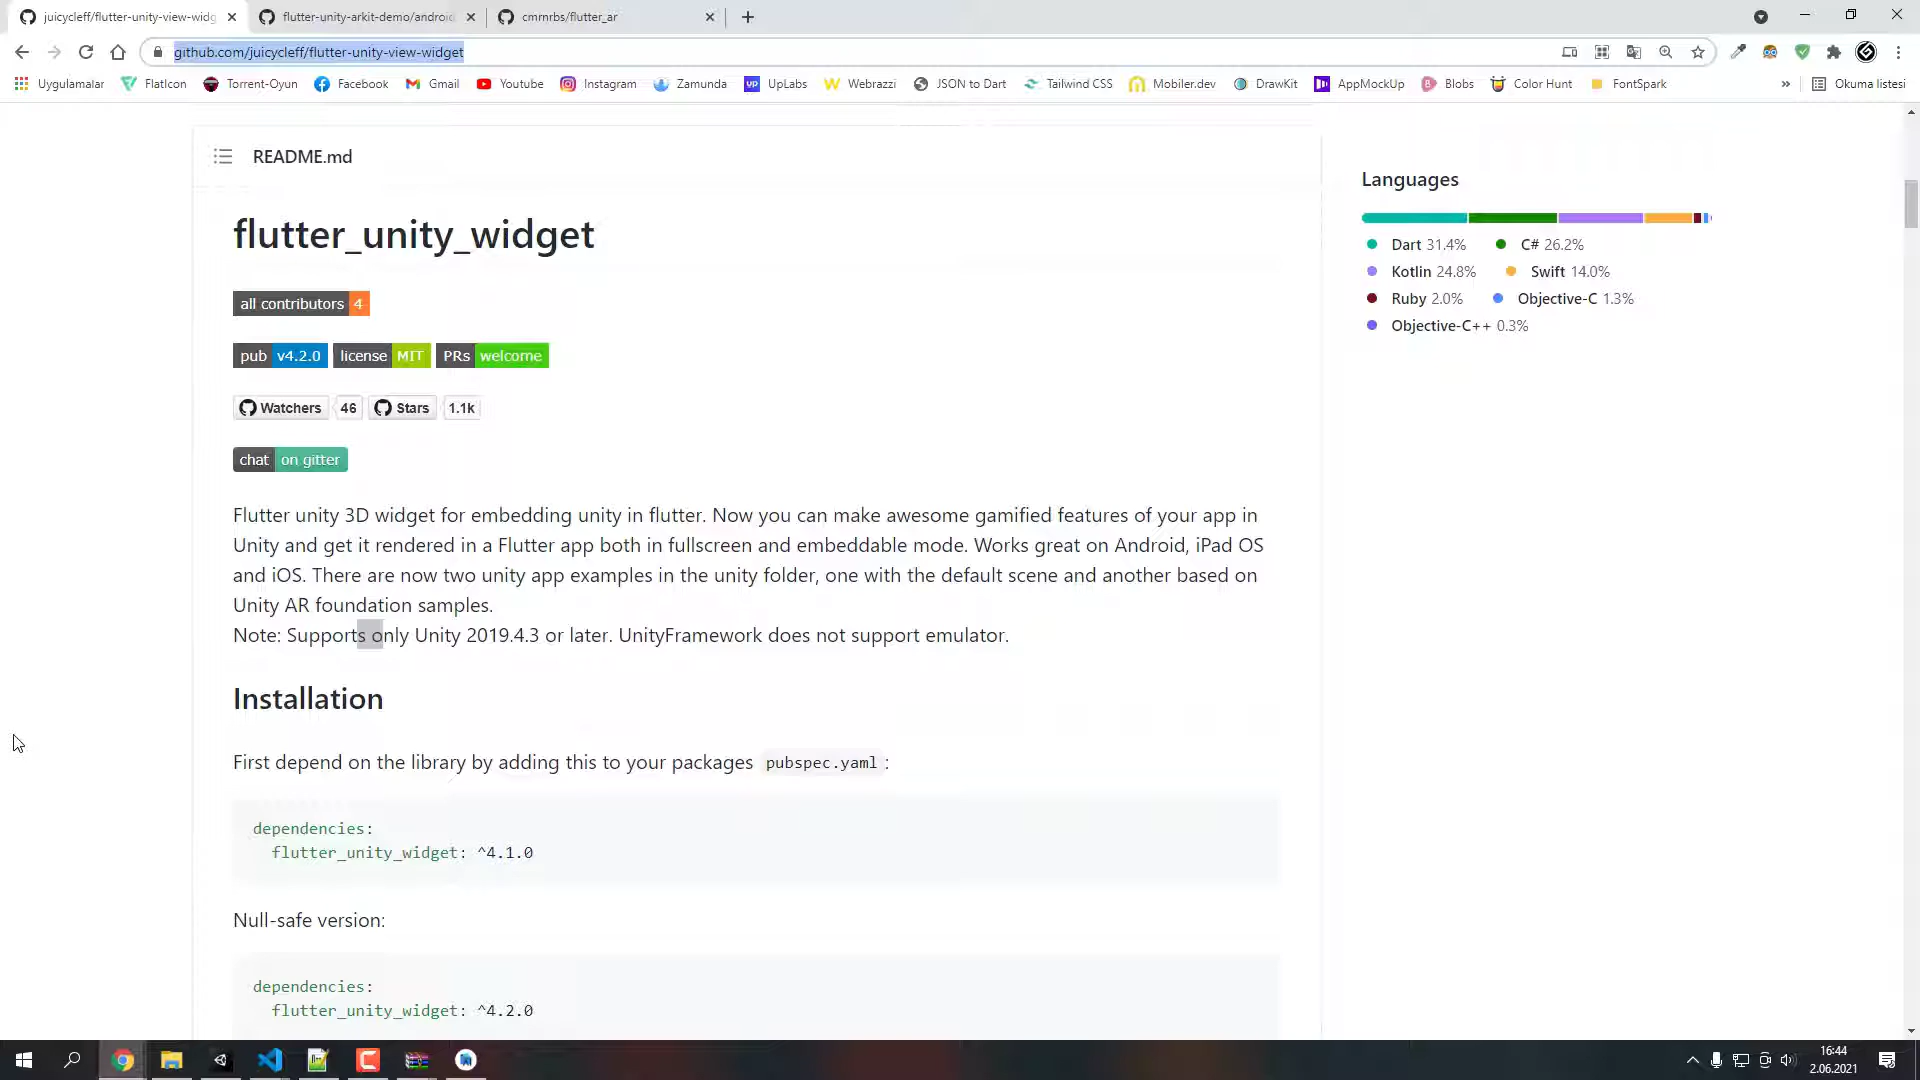 juicycleff/flutter-unity-view-widg
flutter-unity-arkit-demo/android
cmrnrbs/flutter_ar
github.com/juicycleff/flutter-unity-view-widget
Uygulamalar
FlatIcon
Torrent-Oyun
Facebook
Gmail
Youtube
Instagram
Zamunda
up UpLabs
Webrazzi
JSON to Dart
Tailwind CSS
Mobiler.dev
DrawKit
AppMockUp
Blobs
Color Hunt
FontSpark
»
Okuma listesi
README.md
flutter_unity_widget
all contributors 4
pub v4.2.0 license MIT PRs welcome
Watchers 46 Stars 1.1k
chat on gitter
Flutter unity 3D widget for embedding unity in flutter. Now you can make awesome gamified features of your app in
Unity and get it rendered in a Flutter app both in fullscreen and embeddable mode. Works great on Android, iPad OS
and iOS. There are now two unity app examples in the unity folder, one with the default scene and another based on
Unity AR foundation samples.
Note: Supports only Unity 2019.4.3 or later. UnityFramework does not support emulator.
Installation
First depend on the library by adding this to your packages pubspec.yaml :
dependencies:
flutter_unity_widget: ^4.1.0
Null-safe version:
dependencies:
flutter_unity_widget: ^4.2.0
Languages
Dart 31.4% C# 26.2%
Kotlin 24.8% Swift 14.0%
Ruby 2.0% Objective-C 1.3%
Objective-C++ 0.3%
16:44
2.06.2021